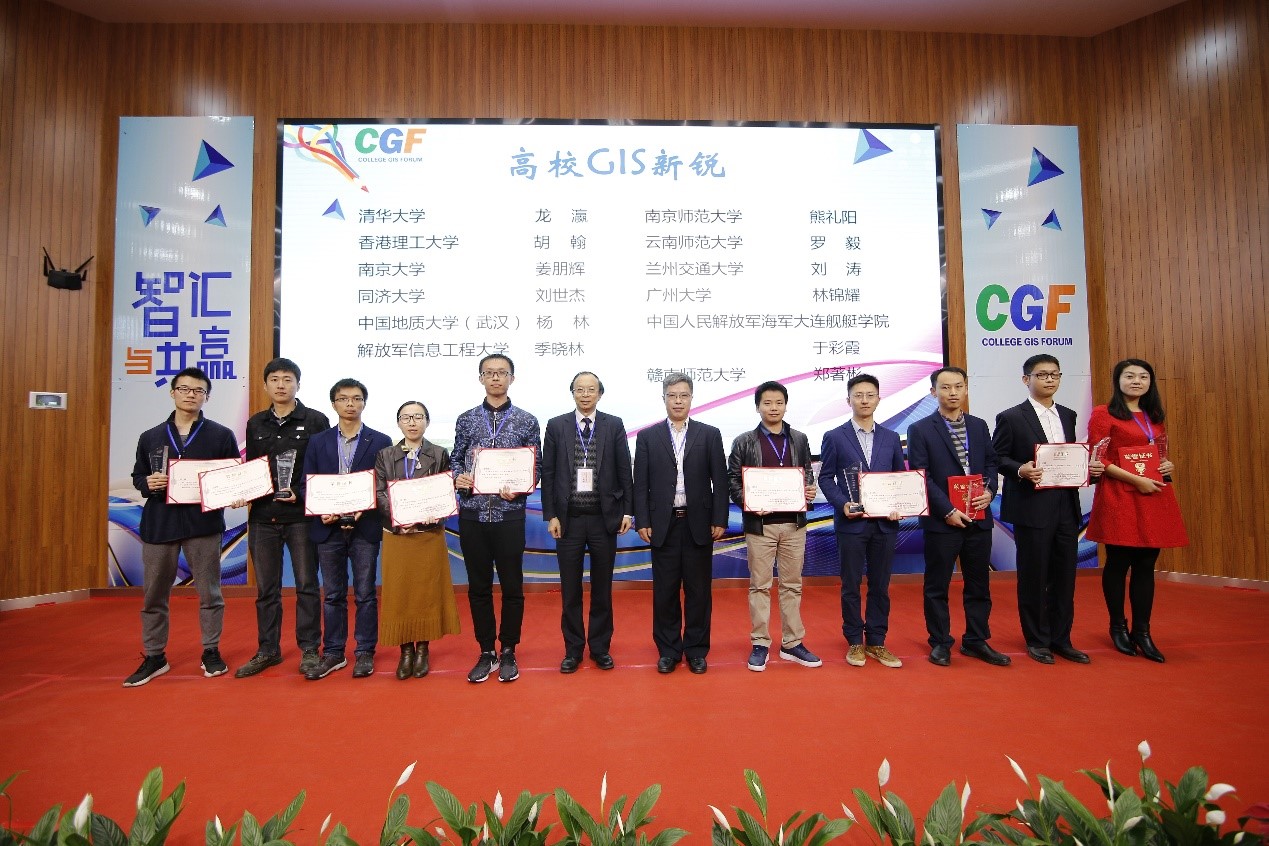 CGF
COLLEGE GIS FORUM
高校GIS新锐
清华大学 龙 瀛
香港理工大学 胡 翰
南京大学 姜朋辉
同济大学 刘世杰
中国地质大学（武汉） 杨 林
解放军信息工程大学 季晓林
南京师范大学 熊礼阳
云南师范大学 罗 毅
兰州交通大学 刘 涛
广州大学 林锦耀
中国人民解放军海军大连舰艇学院
于彩霞
赣南师范大学 郑著彬
智汇
与共赢
CGF
COLLEGE GIS FORUM
荣誉证书